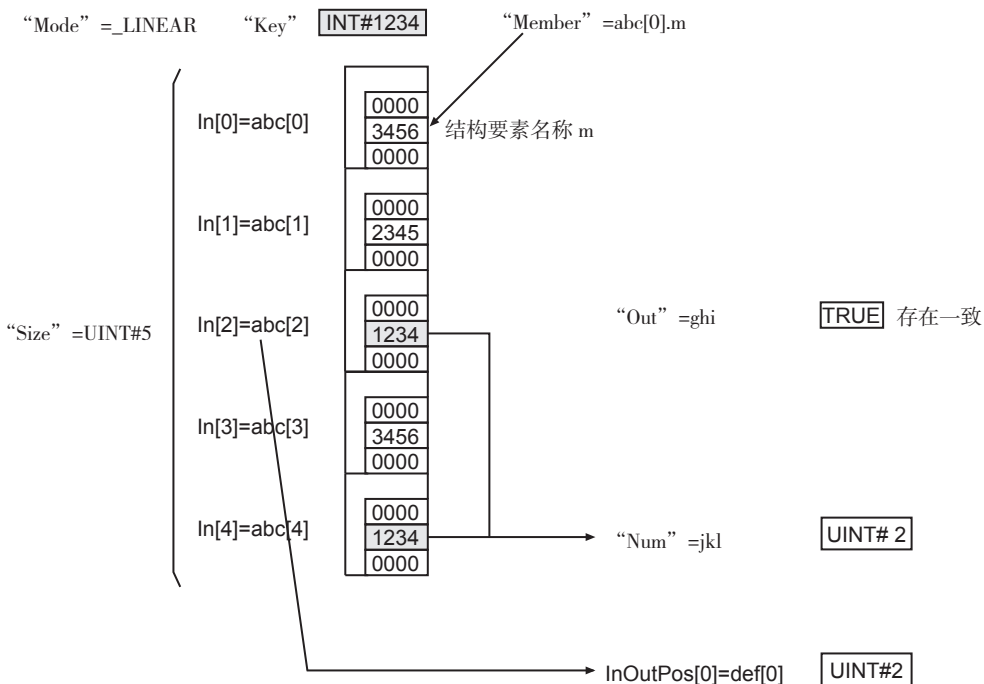 “Mode”=_LINEAR “Key” INT#1234 “Member”=abc[0].m
In[0]=abc[0]
0000
3456 结构要素名称 m
0000
In[1]=abc[1]
0000
2345
0000
“Size”=UINT#5
In[2]=abc[2]
0000
1234
0000
“Out”=ghi TRUE 存在一致
In[3]=abc[3]
0000
3456
0000
In[4]=abc[4]
0000
1234
0000
“Num”=jkl UINT# 2
InOutPos[0]=def[0] UINT#2